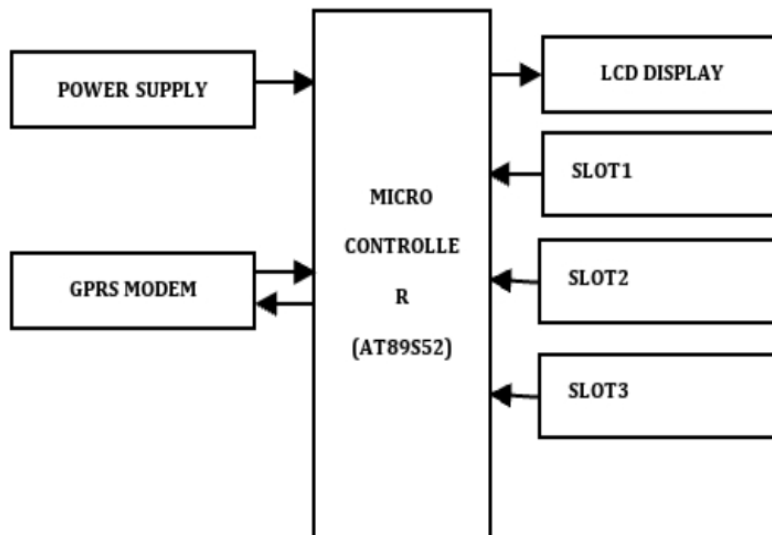 POWER SUPPLY
GPRS MODEM
MICRO
CONTROLLE
R
(AT89S52)
LCD DISPLAY
SLOT1
SLOT2
SLOT3